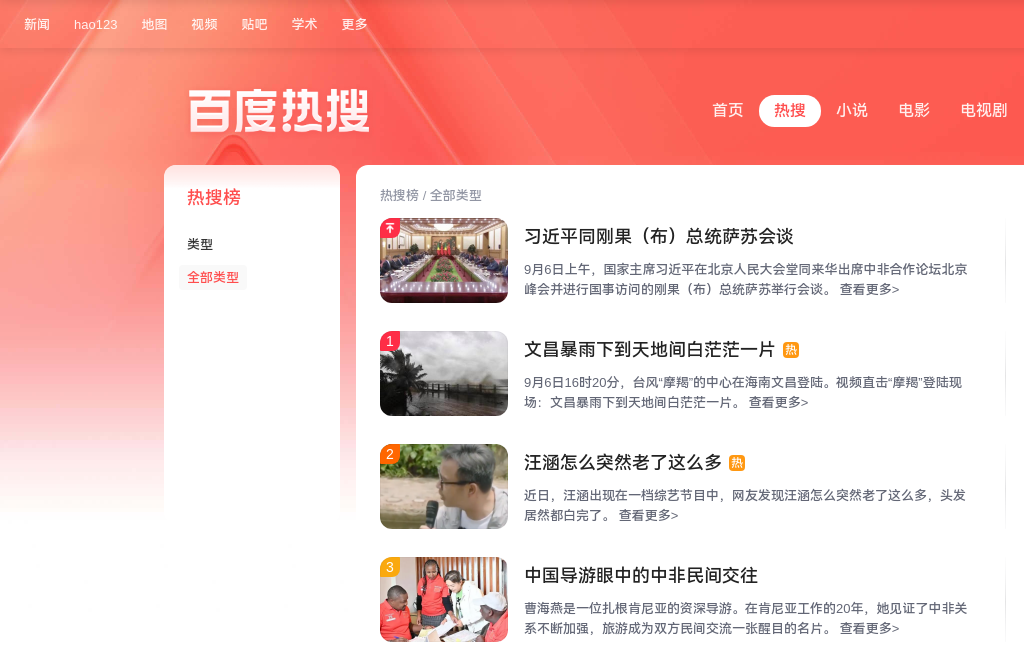 新闻 hao123 地图 视频 贴吧 学术 更多
百度热搜
首页 热搜 小说 电影 电视剧
热搜榜
类型
全部类型
热搜榜 / 全部类型
习近平同刚果（布）总统萨苏会谈
9月6日上午，国家主席习近平在北京人民大会堂同来华出席中非合作论坛北京
峰会并进行国事访问的刚果（布）总统萨苏举行会谈。 查看更多>
1
文昌暴雨下到天地间白茫茫一片 热
9月6日16时20分，台风“摩羯”的中心在海南文昌登陆。视频直击“摩羯”登陆现
场：文昌暴雨下到天地间白茫茫一片。 查看更多>
2
汪涵怎么突然老了这么多 热
近日，汪涵出现在一档综艺节目中，网友发现汪涵怎么突然老了这么多，头发
居然都白完了。 查看更多>
3
中国导游眼中的中非民间交往
曹海燕是一位扎根肯尼亚的资深导游。在肯尼亚工作的20年，她见证了中非关
系不断加强，旅游成为双方民间交流一张醒目的名片。 查看更多>